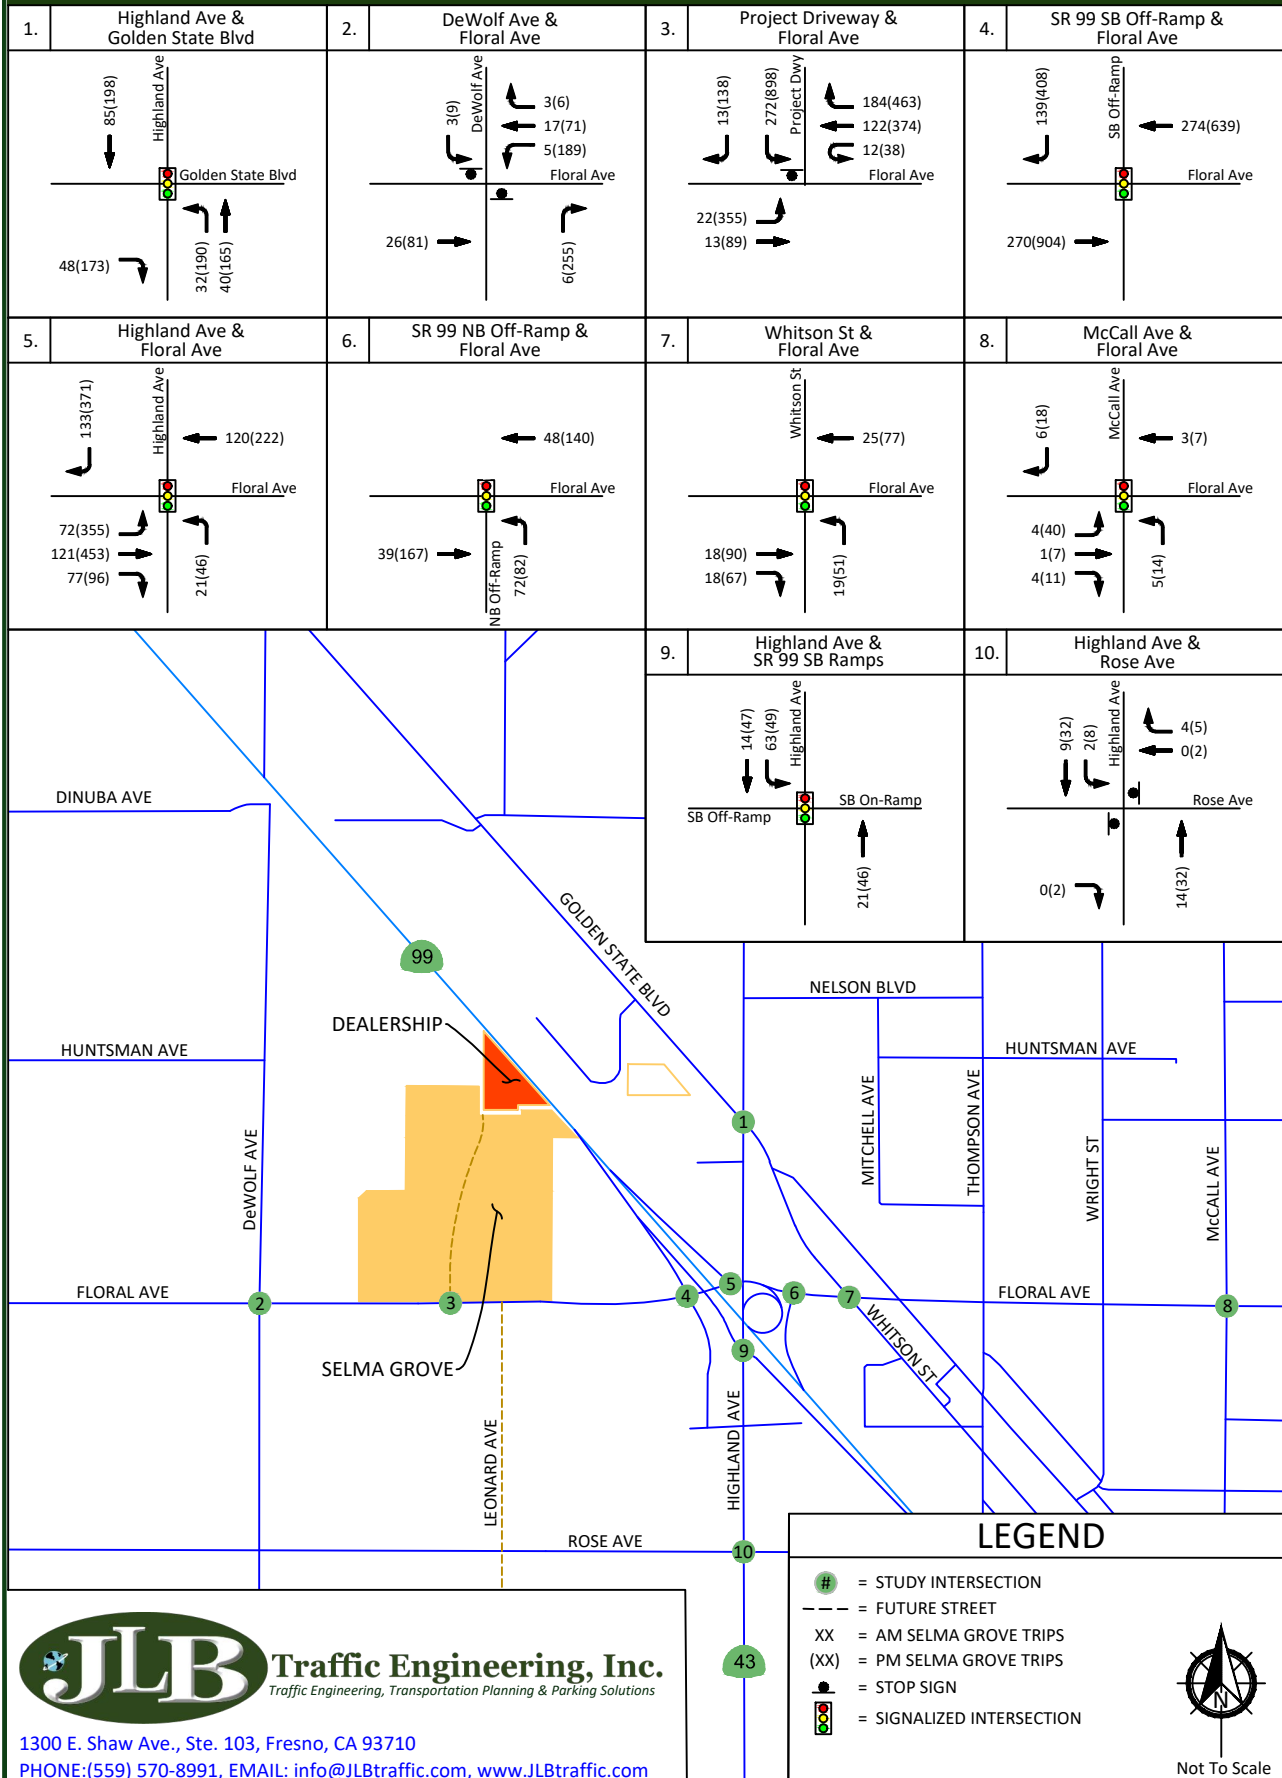 1.
Highland Ave &
Golden State Blvd
85(198)
Highland Ave
Golden State Blvd
48(173)
32(190)
40(165)
2.
DeWolf Ave &
Floral Ave
3(9)
DeWolf Ave
3(6)
17(71)
5(189)
Floral Ave
26(81)
6(255)
3.
Project Driveway &
Floral Ave
13(138)
272(898)
Project Dwy
184(463)
122(374)
12(38)
Floral Ave
22(355)
13(89)
4.
SR 99 SB Off-Ramp &
Floral Ave
139(408)
SB Off-Ramp
274(639)
Floral Ave
270(904)
5.
Highland Ave &
Floral Ave
133(371)
Highland Ave
120(222)
Floral Ave
72(355)
121(453)
77(96)
21(46)
6.
SR 99 NB Off-Ramp &
Floral Ave
48(140)
Floral Ave
39(167)
NB Off-Ramp
72(82)
7.
Whitson St &
Floral Ave
Whitson St
25(77)
Floral Ave
18(90)
18(67)
19(51)
8.
McCall Ave &
Floral Ave
6(18)
McCall Ave
3(7)
Floral Ave
4(40)
1(7)
4(11)
5(14)
9.
Highland Ave &
SR 99 SB Ramps
14(47)
63(49)
Highland Ave
SB On-Ramp
SB Off-Ramp
21(46)
10.
Highland Ave &
Rose Ave
9(32)
2(8)
Highland Ave
4(5)
0(2)
Rose Ave
0(2)
14(32)
DINUBA AVE
GOLDEN STATE BLVD
99
NELSON BLVD
DEALERSHIP
HUNTSMAN AVE
HUNTSMAN AVE
1
DeWOLF AVE
MITCHELL AVE
THOMPSON AVE
WRIGHT ST
McCALL AVE
FLORAL AVE
2
3
4
5
6
7
FLORAL AVE
8
9
WHITSON ST
SELMA GROVE
LEONARD AVE
HIGHLAND AVE
ROSE AVE
10
43
LEGEND
# = STUDY INTERSECTION
= FUTURE STREET
XX = AM SELMA GROVE TRIPS
(XX) = PM SELMA GROVE TRIPS
= STOP SIGN
= SIGNALIZED INTERSECTION
N
Not To Scale
JLB
Traffic Engineering, Inc.
Traffic Engineering, Transportation Planning & Parking Solutions
1300 E. Shaw Ave., Ste. 103, Fresno, CA 93710
PHONE:(559) 570-8991, EMAIL: info@JLBtraffic.com, www.JLBtraffic.com